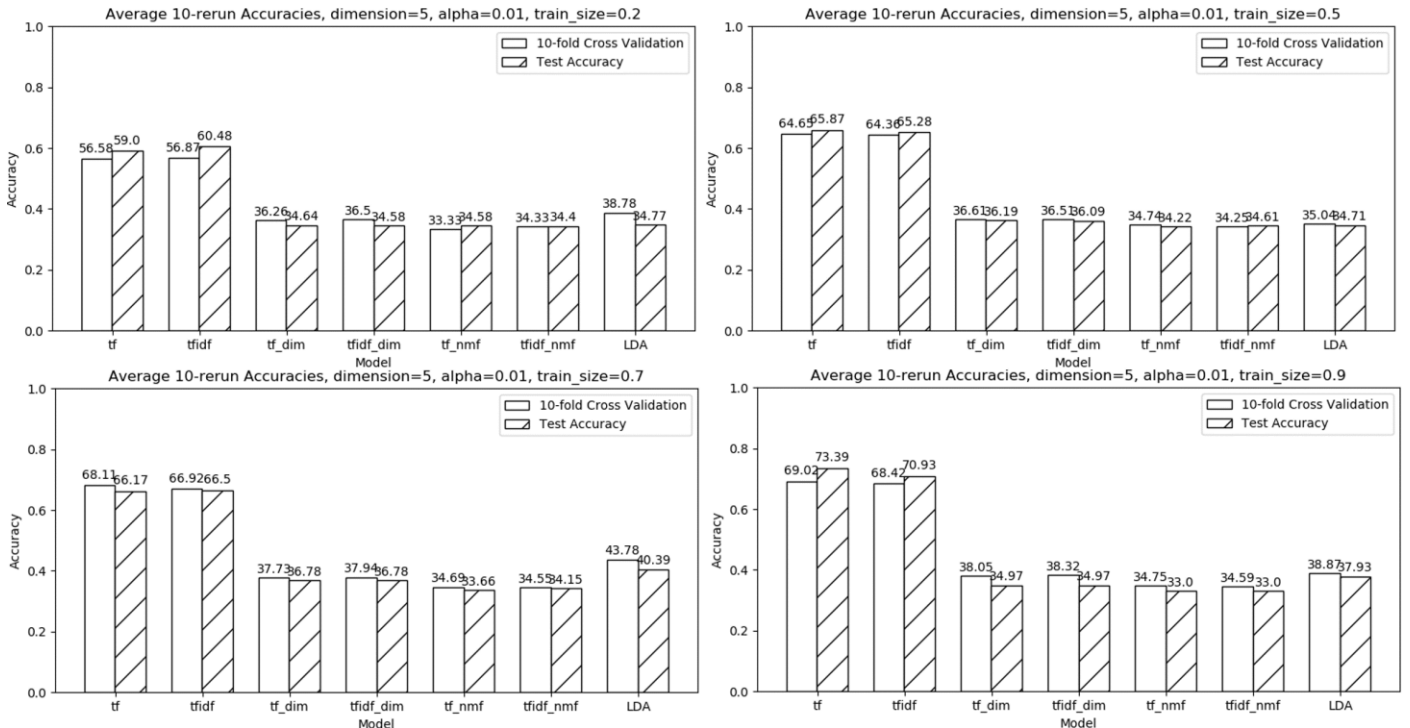 Average 10-rerun Accuracies, dimension=5, alpha=0.01, train_size=0.2
1.0
0.8
0.6
0.4
0.2
0.0
Accuracy
10-fold Cross Validation
Test Accuracy
56.58 59.0 56.87 60.48 36.26 34.64 36.5 34.58 33.33 34.58 34.33 34.4 38.78 34.77
tf tfidf tf_dim tfidf_dim tf_nmf tfidf_nmf LDA
Model
Average 10-rerun Accuracies, dimension=5, alpha=0.01, train_size=0.5
1.0
0.8
0.6
0.4
0.2
0.0
Accuracy
10-fold Cross Validation
Test Accuracy
64.65 65.87 64.36 65.28 36.61 36.19 36.51 36.09 34.74 34.22 34.25 34.61 35.04 34.71
tf tfidf tf_dim tfidf_dim tf_nmf tfidf_nmf LDA
Model
Average 10-rerun Accuracies, dimension=5, alpha=0.01, train_size=0.7
1.0
0.8
0.6
0.4
0.2
0.0
Accuracy
10-fold Cross Validation
Test Accuracy
68.11 66.17 66.92 66.5 37.73 36.78 37.94 36.78 34.69 33.66 34.55 34.15 43.78 40.39
tf tfidf tf_dim tfidf_dim tf_nmf tfidf_nmf LDA
Model
Average 10-rerun Accuracies, dimension=5, alpha=0.01, train_size=0.9
1.0
0.8
0.6
0.4
0.2
0.0
Accuracy
10-fold Cross Validation
Test Accuracy
69.02 73.39 68.42 70.93 38.05 34.97 38.32 34.97 34.75 33.0 34.59 33.0 38.87 37.93
tf tfidf tf_dim tfidf_dim tf_nmf tfidf_nmf LDA
Model